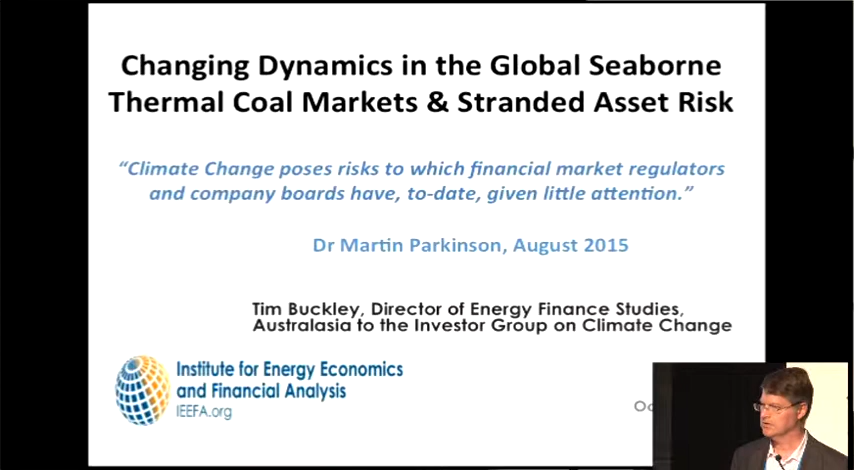 Changing Dynamics in the Global Seaborne
Thermal Coal Markets & Stranded Asset Risk
“Climate Change poses risks to which financial market regulators
and company boards have, to-date, given little attention.”
Dr Martin Parkinson, August 2015
Tim Buckley, Director of Energy Finance Studies,
Australasia to the Investor Group on Climate Change
Institute for Energy Economics
and Financial Analysis
IEEFA.org